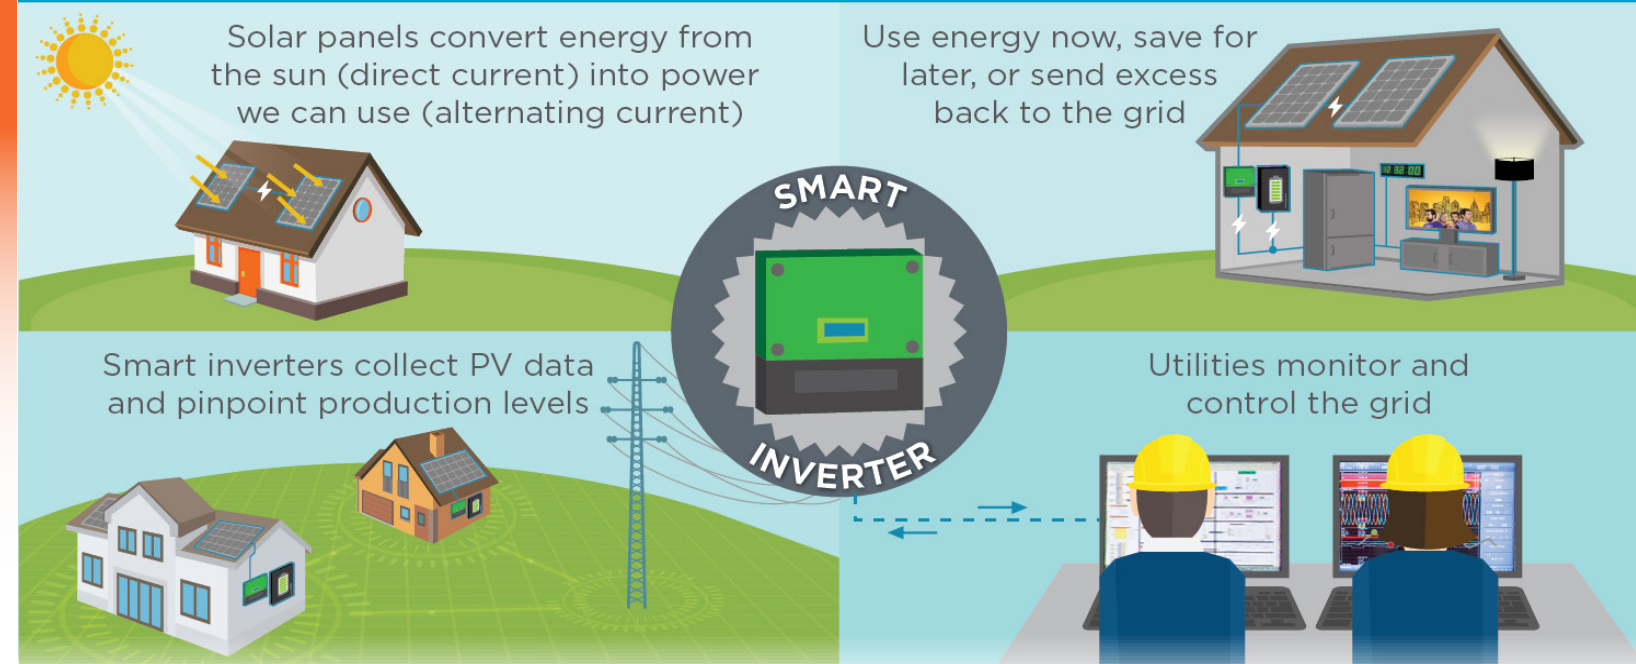 Solar panels convert energy from
the sun (direct current) into power
we can use (alternating current)
Use energy now, save for
later, or send excess
back to the grid
SMART
INVERTER
Smart inverters collect PV data
and pinpoint production levels
Utilities monitor and
control the grid